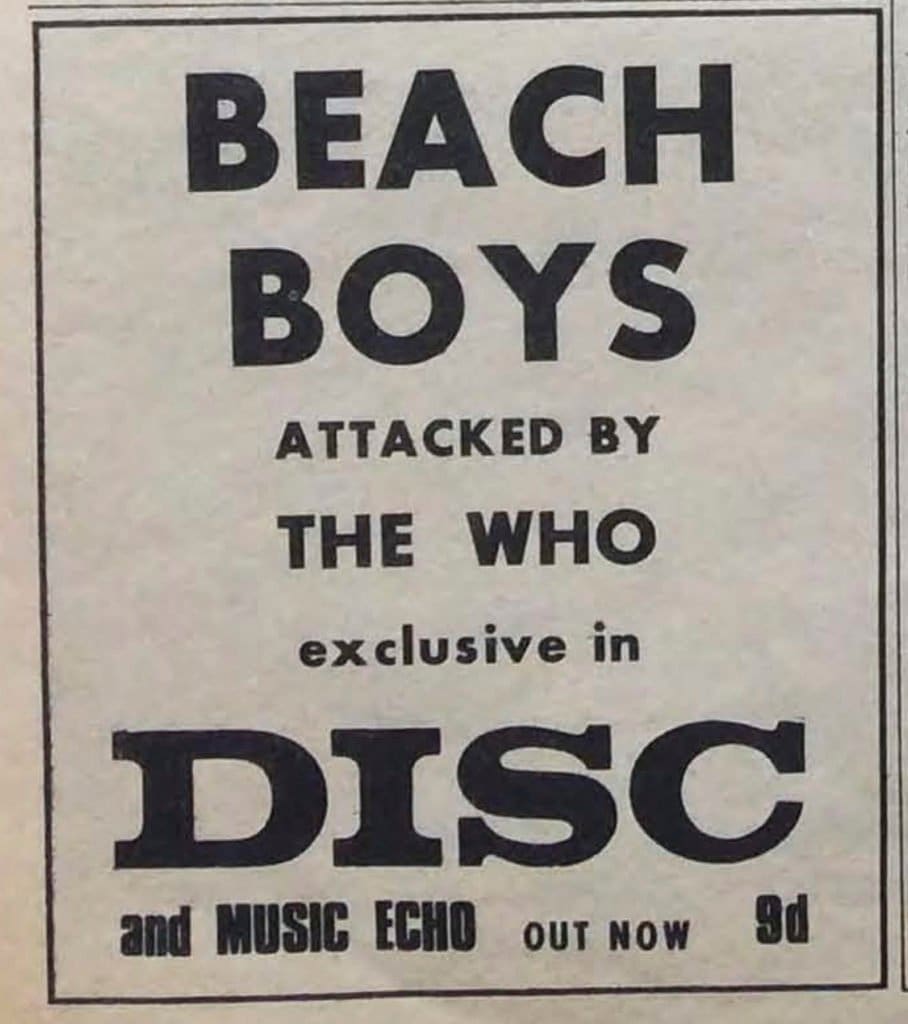 BEACH
BOYS
ATTACKED BY
THE WHO
exclusive in
DISC
and MUSIC ECHO OUT NOW 9d